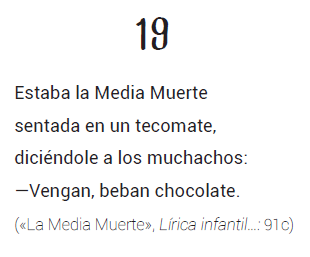 19
Estaba la Media Muerte
sentada en un tecomate,
diciéndole a los muchachos:
—Vengan, beban chocolate.
(«La Media Muerte», Lírica infantil...: 91c)